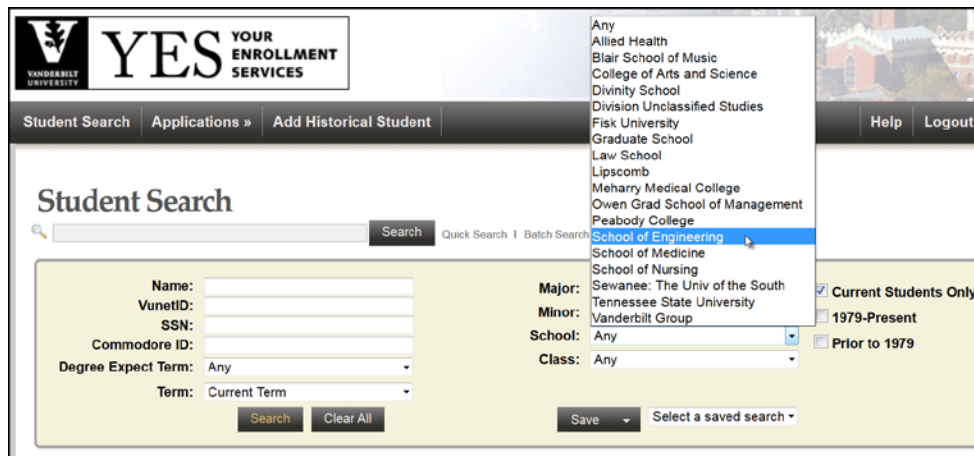 VANDERBILT
UNIVERSITY
YES YOUR
ENROLLMENT
SERVICES
Student Search
Applications »
Add Historical Student
Help
Logout
Student Search
Search
Quick Search | Batch Search
Any
Allied Health
Blair School of Music
College of Arts and Science
Divinity School
Division Unclassified Studies
Fisk University
Graduate School
Law School
Lipscomb
Meharry Medical College
Owen Grad School of Management
Peabody College
School of Engineering
School of Medicine
School of Nursing
Sewanee: The Univ of the South
Tennessee State University
Vanderbilt Group
Name:
VunetID:
SSN:
Commodore ID:
Degree Expect Term: Any
Term: Current Term
Search
Clear All
Major:
Minor:
School: Any
Class: Any
Save
Select a saved search
Current Students Only
1979-Present
Prior to 1979